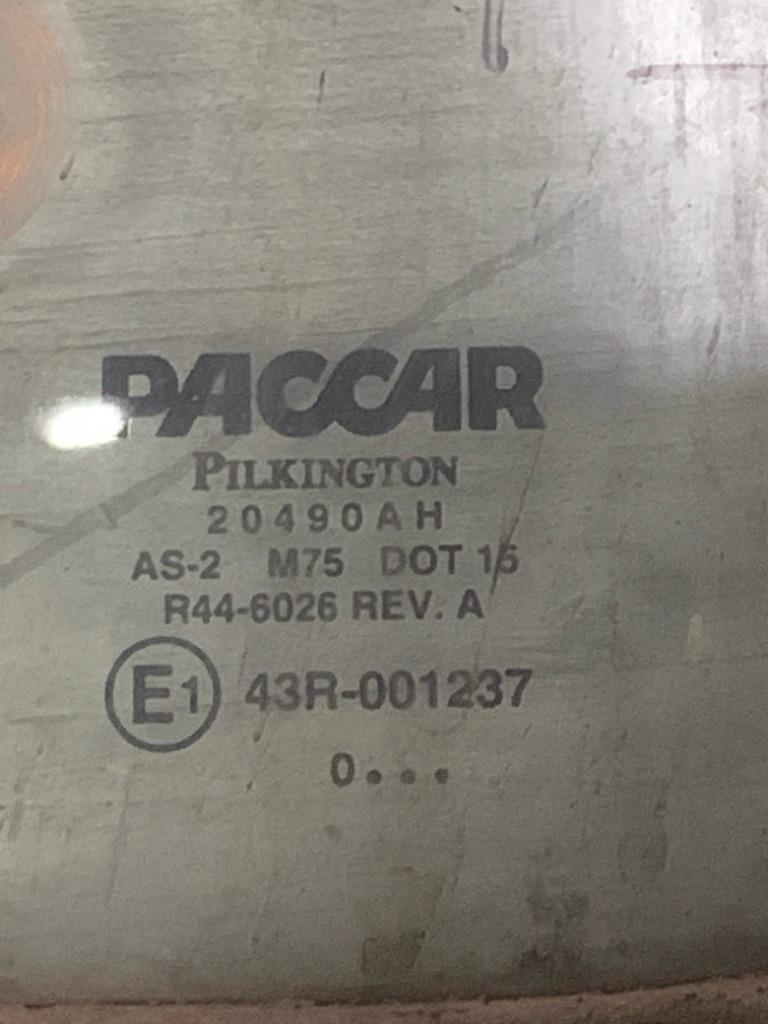 PACCAR
PILKINGTON
20490AH
AS-2 M75 DOT 15
R44-6026 REV. A
E1 43R-001237
0...